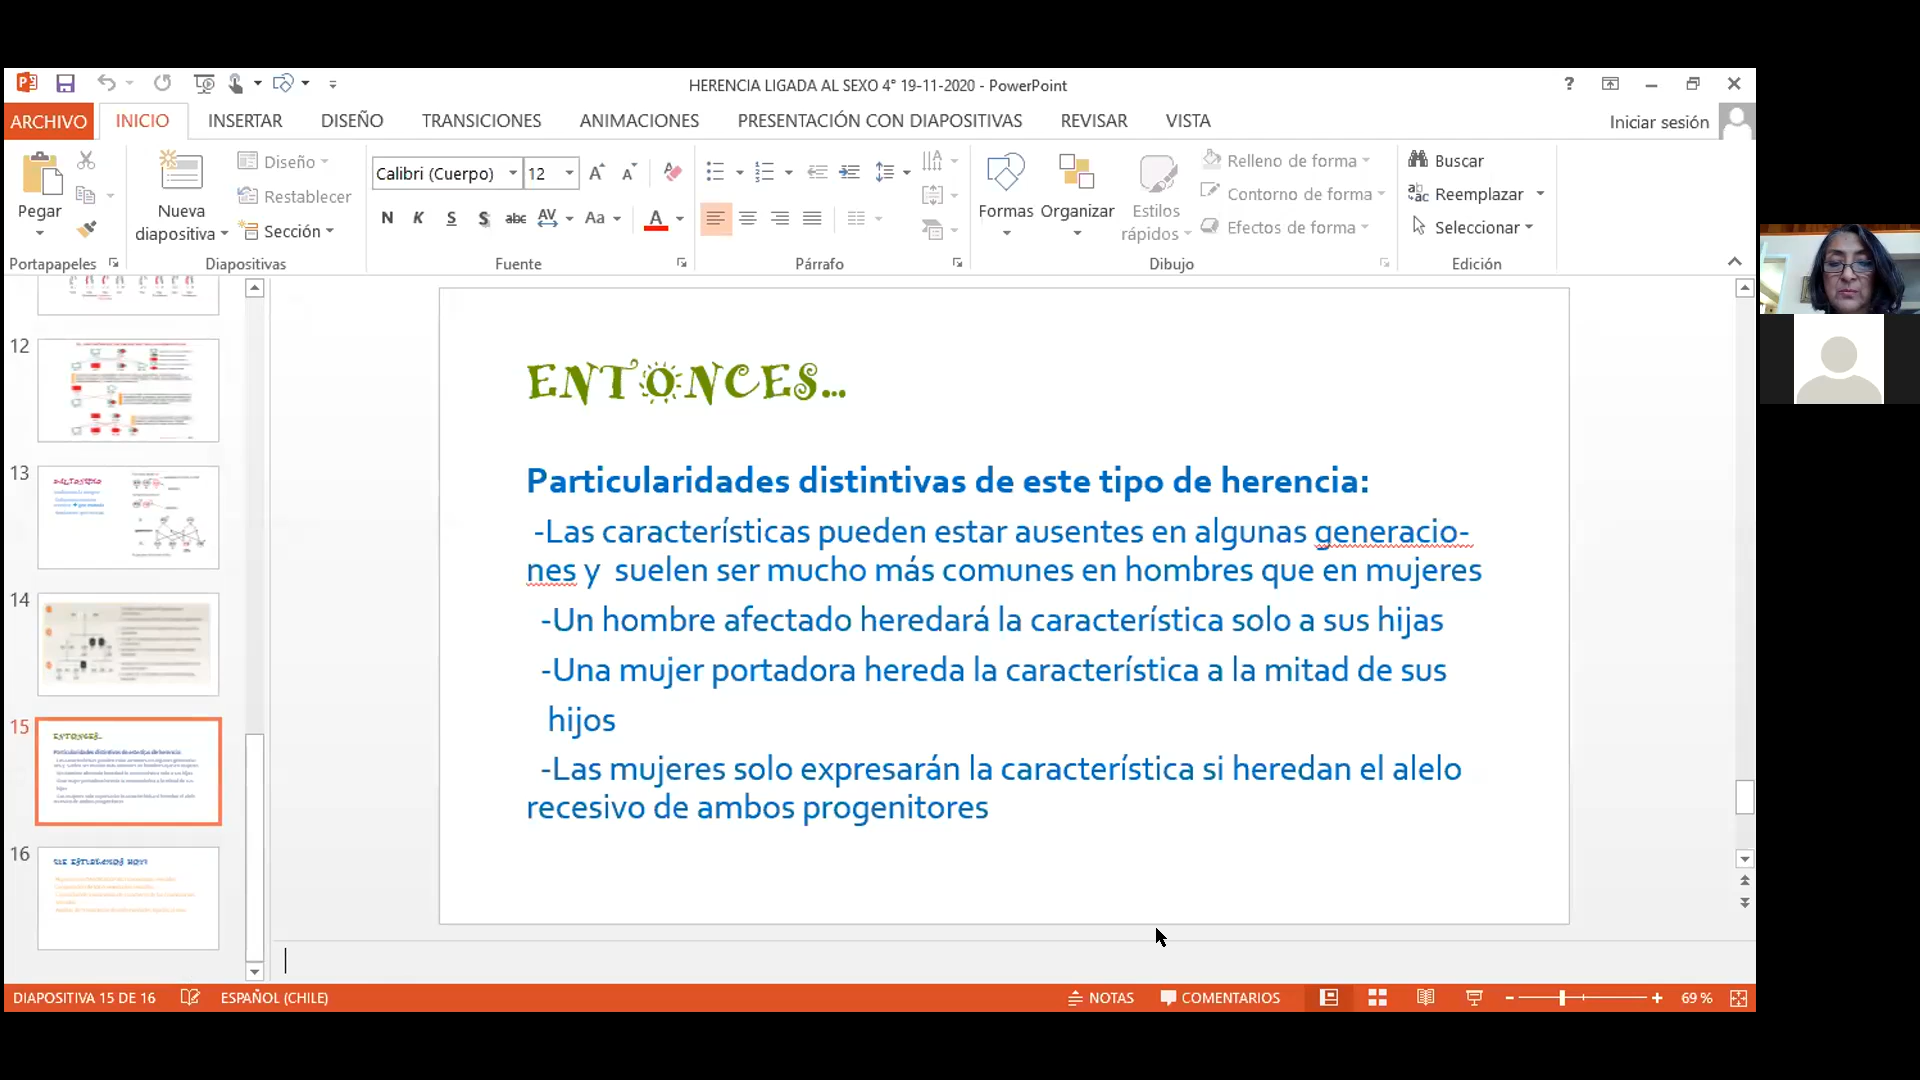 HERENCIA LIGADA AL SEXO 4° 19-11-2020 - PowerPoint
ARCHIVO INICIO INSERTAR DISEÑO TRANSICIONES ANIMACIONES PRESENTACIÓN CON DIAPOSITIVAS REVISAR VISTA Iniciar sesión
Pegar
Portapapeles
Nueva diapositiva
Diseño
Restablecer
Sección
Diapositivas
Calibri (Cuerpo) 12
N K S S abc AV Aa A
Fuente
Párrafo
Formas
Organizar
Estilos rápidos
Relleno de forma
Contorno de forma
Efectos de forma
Dibujo
Buscar
Reemplazar
Seleccionar
Edición
12
13
DALTONISMO
14
15
ENTONCES...
16
ENTONCES...
Particularidades distintivas de este tipo de herencia:
-Las características pueden estar ausentes en algunas generacio-
nes y suelen ser mucho más comunes en hombres que en mujeres
-Un hombre afectado heredará la característica solo a sus hijas
-Una mujer portadora hereda la característica a la mitad de sus
hijos
-Las mujeres solo expresarán la característica si heredan el alelo
recesivo de ambos progenitores
DIAPOSITIVA 15 DE 16 ESPAÑOL (CHILE) NOTAS COMENTARIOS 69 %